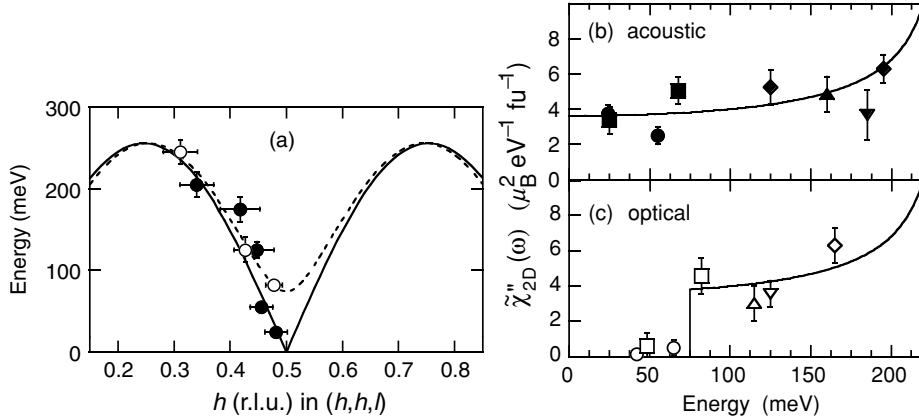 (a)
300
200
100
0
Energy (meV)
0.2 0.3 0.4 0.5 0.6 0.7 0.8
h (r.l.u.) in (h,h,l)
(b) acoustic
8
6
4
2
0
(c) optical
8
6
4
2
0
χ̃"2D(ω) (μB² eV⁻¹ fu⁻¹)
0 50 100 150 200
Energy (meV)